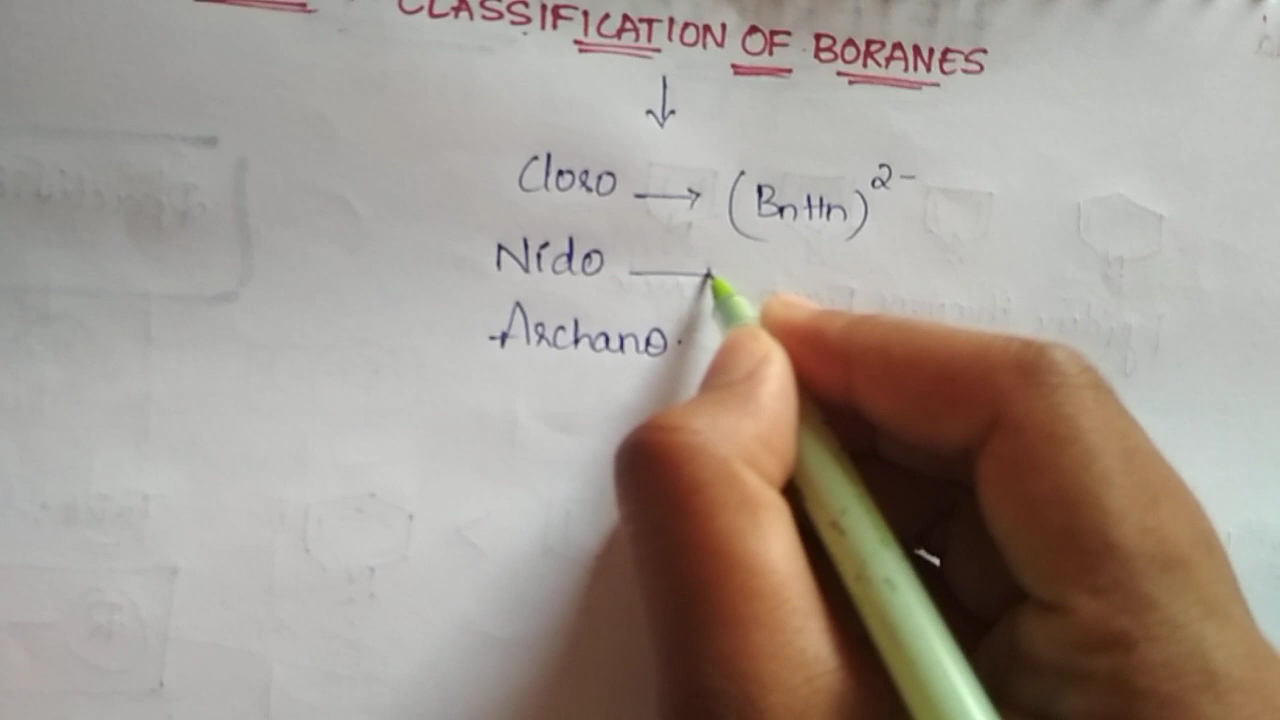 CLASSIFICATION OF BORANES
↓
Closo → (BnHn)²⁻
Nido
Archano.